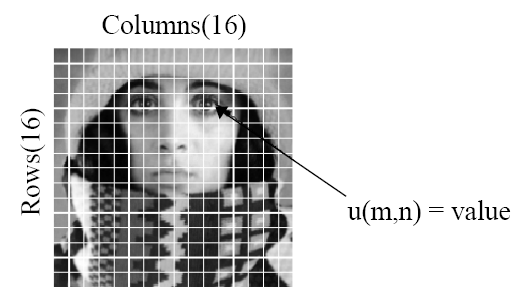 Columns(16)
Rows(16)
u(m,n) = value